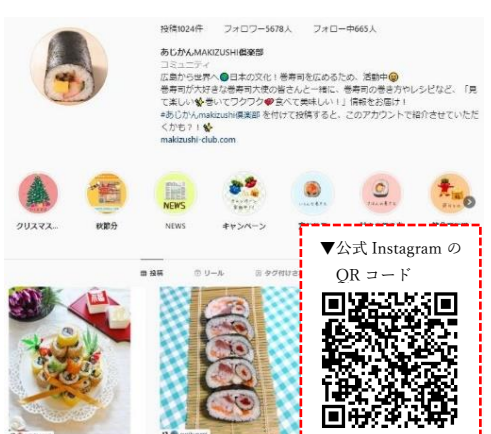 投稿1024件　フォロワー5678人　フォロー中665人
あじかんMAKIZUSHI倶楽部
コミュニティ
広島から世界へ🌏日本の文化！巻寿司を広めるため、活動中😄
巻寿司が大好きな巻寿司大使の皆さんと一緒に、巻寿司の巻き方やレシピなど、「見
て楽しい👏巻いてワクワク❤️食べて美味しい！」情報をお届け！
#あじかんmakizushi倶楽部 を付けて投稿すると、このアカウントで紹介させていただ
くかも？！
makizushi-club.com
NEWS
クリスマス...
秋節分
NEWS
キャンペーン
▼公式 Instagram の
QR コード
投稿
リール
タグ付けさ